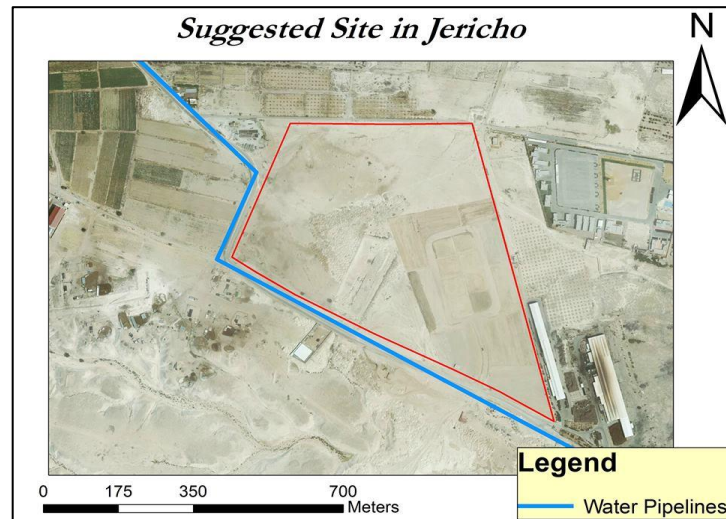 Suggested Site in Jericho
N
0 175 350 700
Meters
Legend
Water Pipelines